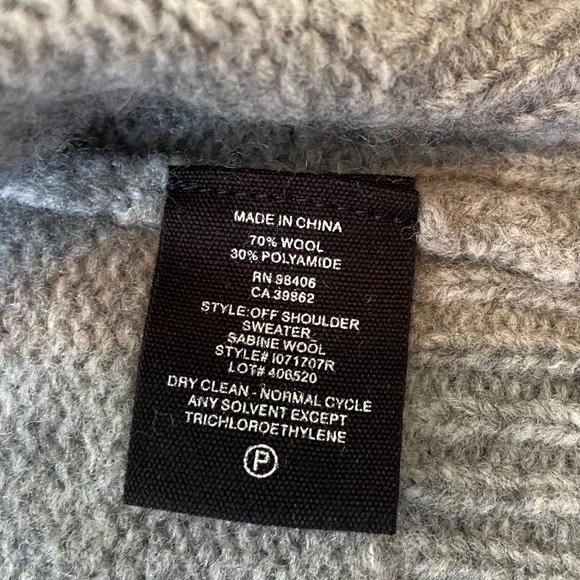 MADE IN CHINA
70% WOOL
30% POLYAMIDE
RN 98406
CA 39862
STYLE:OFF SHOULDER
SWEATER
SABINE WOOL
STYLE# I071707R
LOT# 406520
DRY CLEAN - NORMAL CYCLE
ANY SOLVENT EXCEPT
TRICHLOROETHYLENE
P